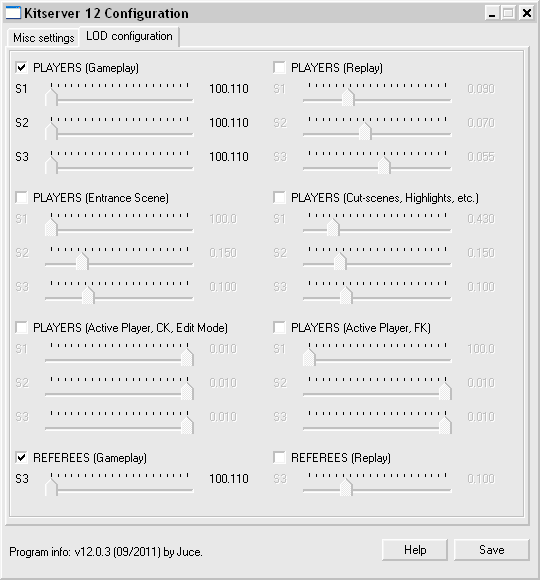 Kitserver 12 Configuration
Misc settings LOD configuration
PLAYERS (Gameplay) PLAYERS (Replay)
S1 100.110 S1 0.090
S2 100.110 S2 0.070
S3 100.110 S3 0.055
PLAYERS (Entrance Scene) PLAYERS (Cut-scenes, Highlights, etc.)
S1 100.0 S1 0.430
S2 0.150 S2 0.150
S3 0.100 S3 0.100
PLAYERS (Active Player, CK, Edit Mode) PLAYERS (Active Player, FK)
S1 0.010 S1 100.0
S2 0.010 S2 0.010
S3 0.010 S3 0.010
REFEREES (Gameplay) REFEREES (Replay)
S3 100.110 S3 0.100
Program info: v12.0.3 (09/2011) by Juce. Help Save